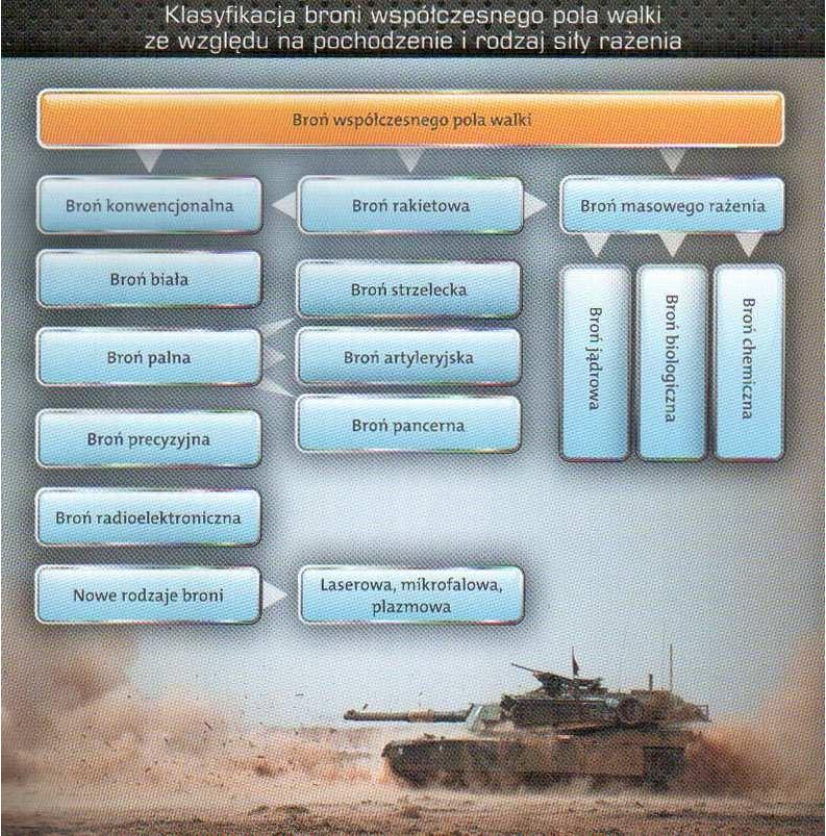 Klasyfikacja broni współczesnego pola walki
ze względu na pochodzenie i rodzaj siły rażenia
Broń współczesnego pola walki
Broń konwencjonalna
Broń rakietowa
Broń masowego rażenia
Broń biała
Broń strzelecka
Broń palna
Broń artyleryjska
Broń pancerna
Broń precyzyjna
Broń radioelektroniczna
Nowe rodzaje broni
Laserowa, mikrofalowa,
plazmowa
Broń jądrowa
Broń biologiczna
Broń chemiczna